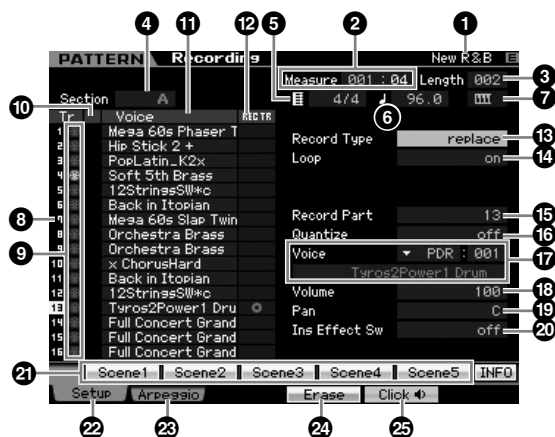 4 11 12 5 2 1
PATTERN Recording New R&B E
Measure 001 : 04 Length 002 3
4/4 ♩ 96.0 7
6
Section A
10 Tr Voice REC TR
1 Mega 60s Phaser T
2 Hip Stick 2 +
3 PopLatin_K2x
4 Soft 5th Brass
5 12StringsSW*c
6 Back in Itopian
7 Mega 60s Slap Twin
8 Orchestra Brass
9 Orchestra Brass
10 x ChorusHard
11 Back in Itopian
12 12StringsSW*c
13 Tyros2Power1 Dru
14 Full Concert Grand
15 Full Concert Grand
16 Full Concert Grand
8
9
Record Type replace 13
Loop on 14
Record Part 13 15
Quantize off 16
Voice PDR : 001 17
Tyros2Power1 Drum
Volume 100 18
Pan C 19
Ins Effect Sw off 20
21 Scene1 Scene2 Scene3 Scene4 Scene5 INFO
Setup Arpeggio Erase Click
22 23 24 25